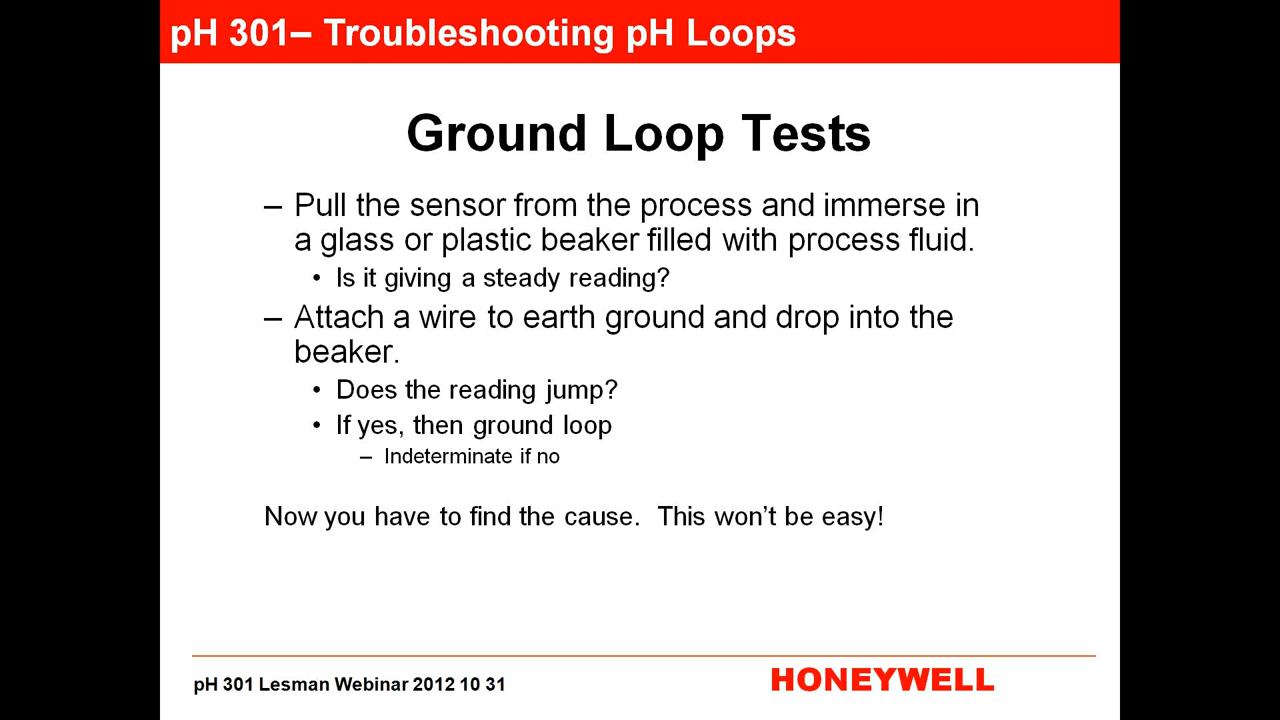 pH 301– Troubleshooting pH Loops
Ground Loop Tests
– Pull the sensor from the process and immerse in
a glass or plastic beaker filled with process fluid.
• Is it giving a steady reading?
– Attach a wire to earth ground and drop into the
beaker.
• Does the reading jump?
• If yes, then ground loop
– Indeterminate if no
Now you have to find the cause.  This won't be easy!
pH 301 Lesman Webinar 2012 10 31
HONEYWELL